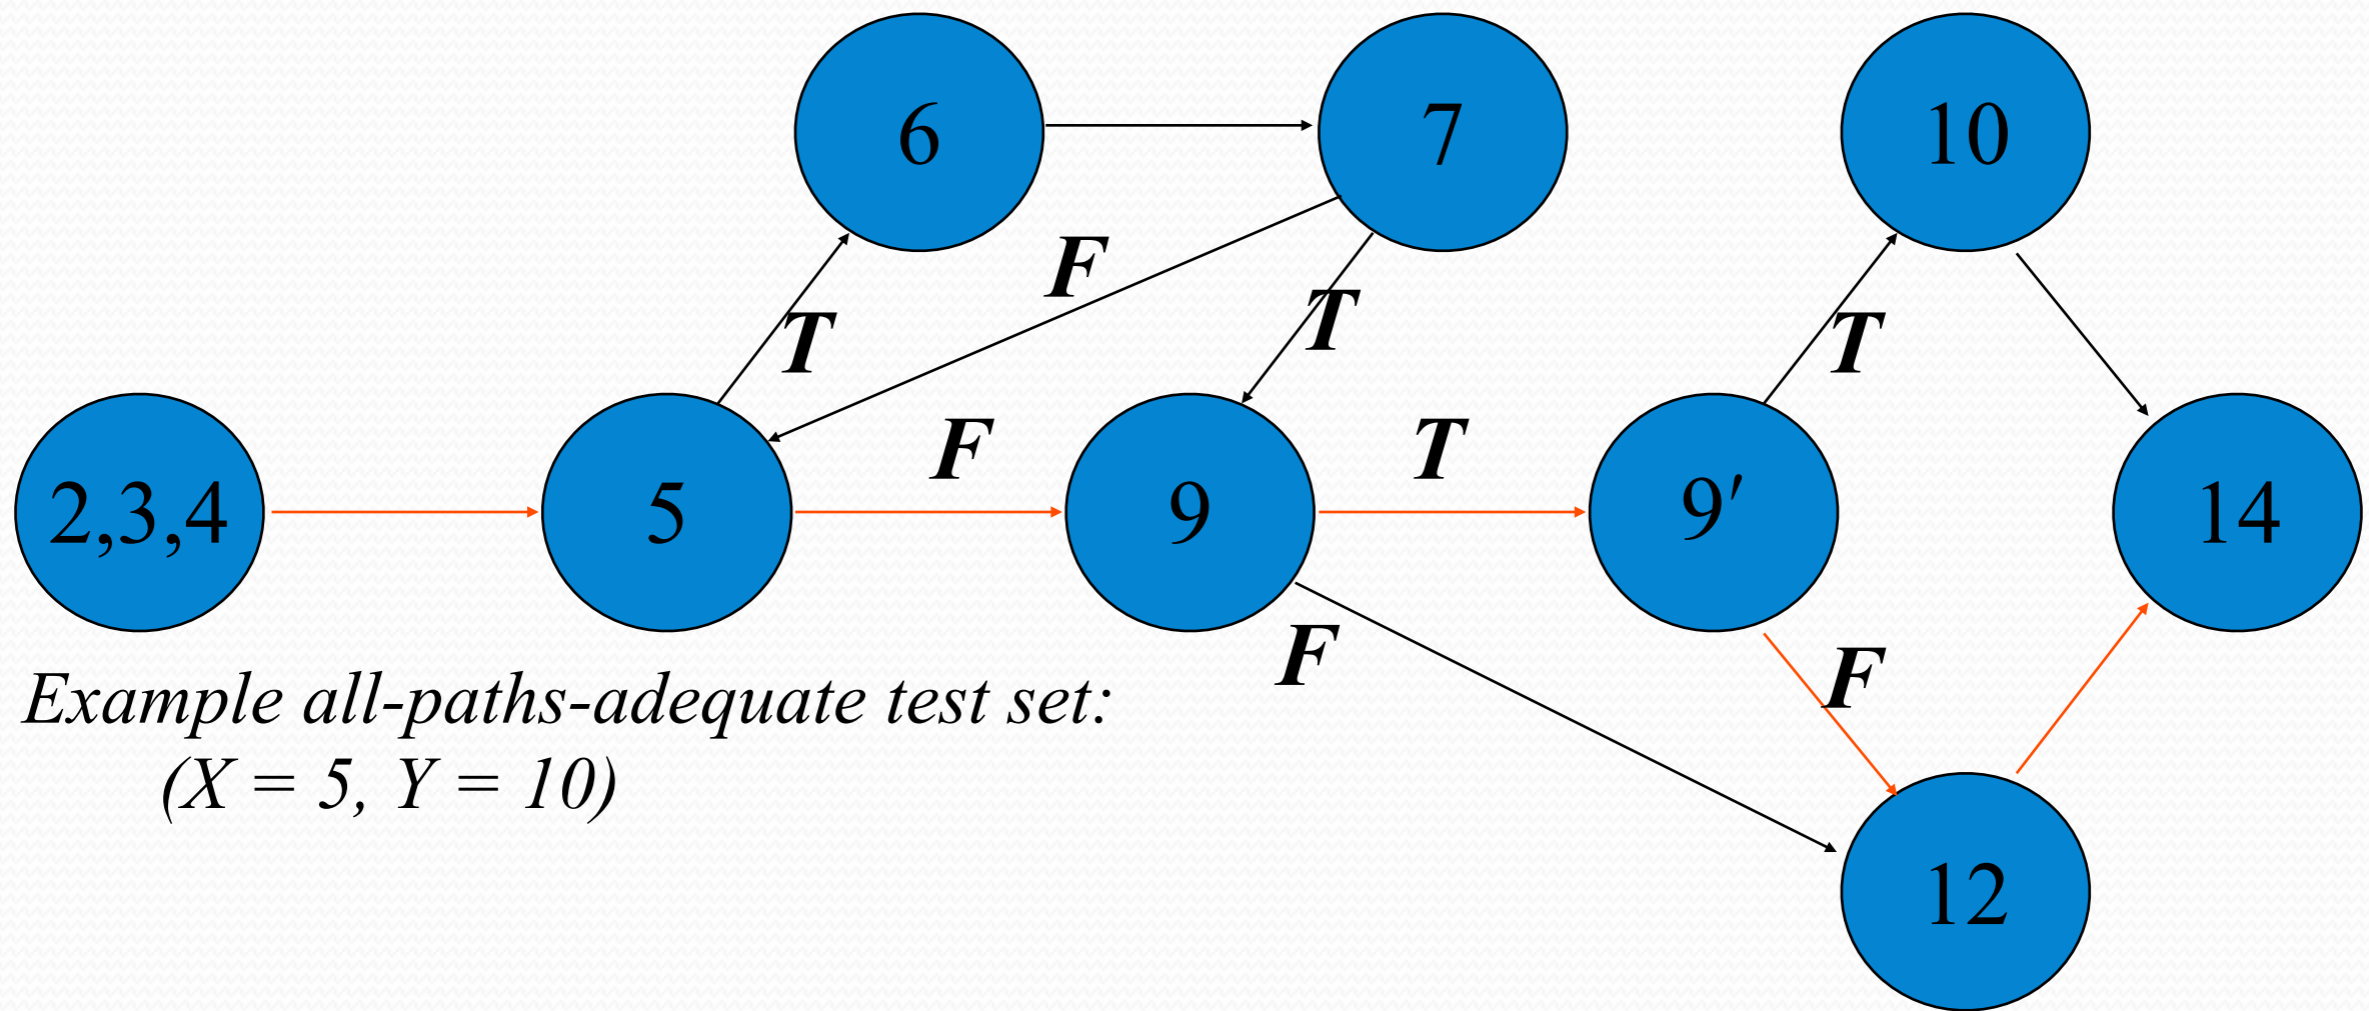 6
7
10
F
T
T
T
F
T
2,3,4
5
9
9′
14
F
F
Example all-paths-adequate test set:
(X = 5, Y = 10)
12